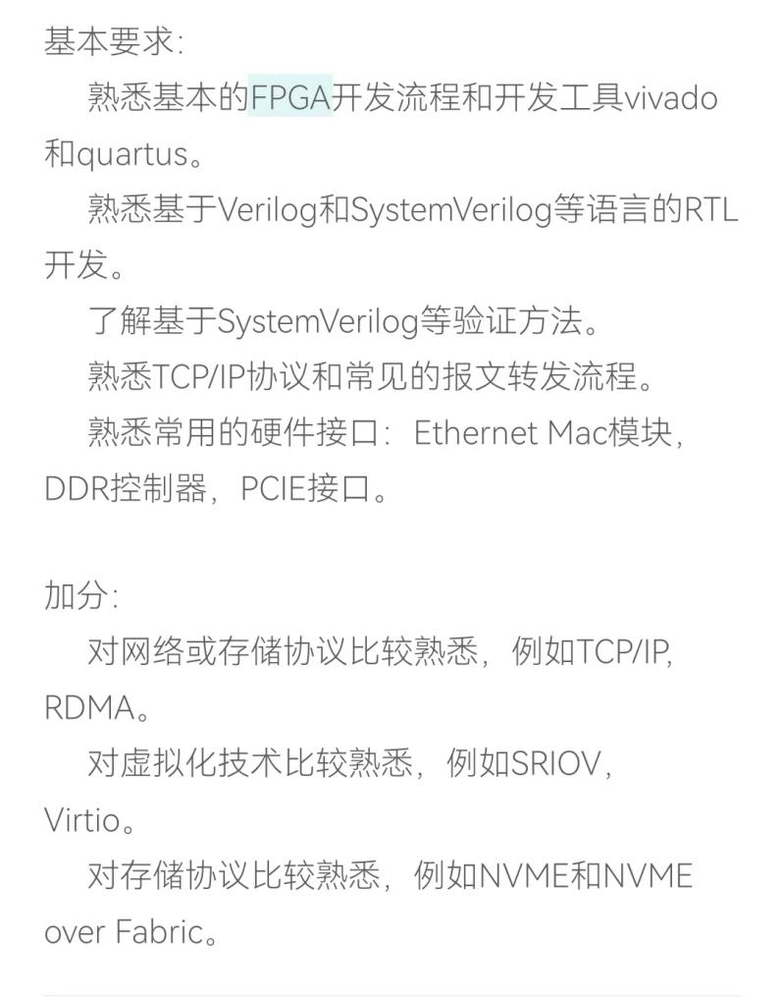 基本要求：
熟悉基本的FPGA开发流程和开发工具vivado
和quartus。
熟悉基于Verilog和SystemVerilog等语言的RTL
开发。
了解基于SystemVerilog等验证方法。
熟悉TCP/IP协议和常见的报文转发流程。
熟悉常用的硬件接口：Ethernet Mac模块，
DDR控制器，PCIE接口。
加分：
对网络或存储协议比较熟悉，例如TCP/IP,
RDMA。
对虚拟化技术比较熟悉，例如SRIOV，
Virtio。
对存储协议比较熟悉，例如NVME和NVME
over Fabric。